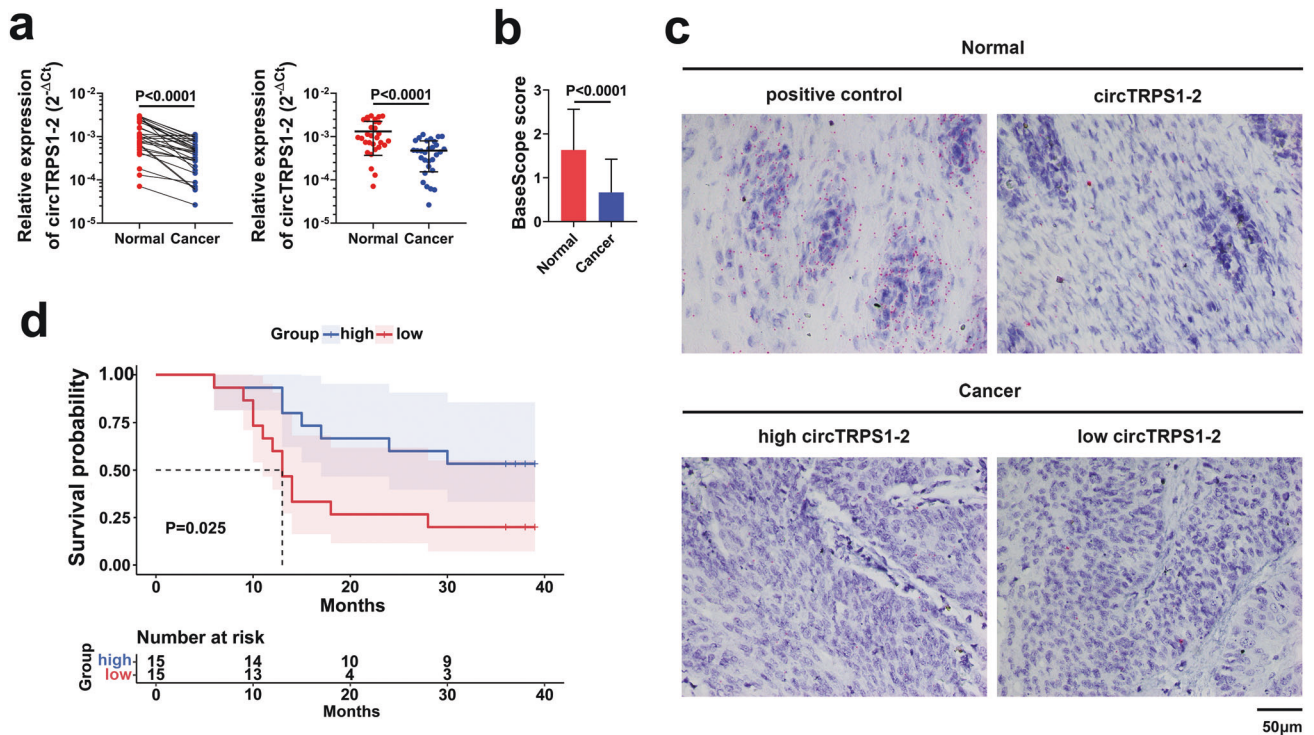 a
Relative expression
of circTRPS1-2 (2^-ΔCt)
P<0.0001
10^-2
10^-3
10^-4
10^-5
Normal Cancer
Relative expression
of circTRPS1-2 (2^-ΔCt)
P<0.0001
10^-2
10^-3
10^-4
10^-5
Normal Cancer
b
BaseScope score
P<0.0001
3
2
1
0
Normal
Cancer
c
Normal
positive control
circTRPS1-2
Cancer
high circTRPS1-2
low circTRPS1-2
50μm
d
Group high low
Survival probability
1.00
0.75
0.50
0.25
0.00
P=0.025
0 10 20 30 40
Months
Number at risk
Group
high 15 14 10 9
low 15 13 4 3
0 10 20 30 40
Months